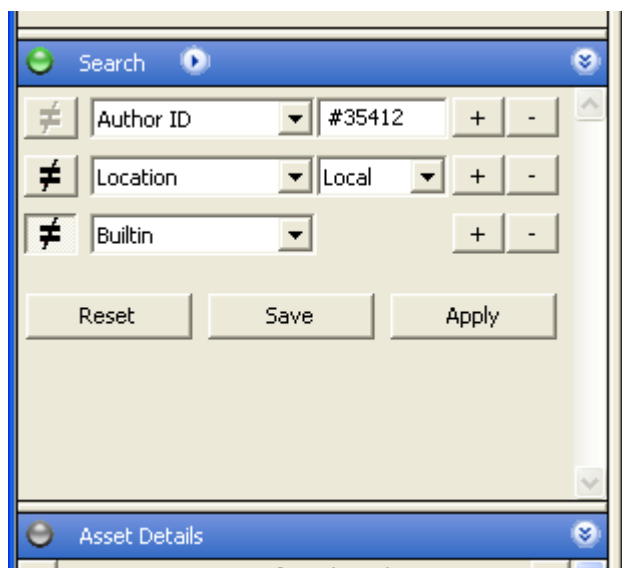 Search
≠ Author ID #35412 + -
≠ Location Local + -
≠ Builtin + -
Reset Save Apply
Asset Details